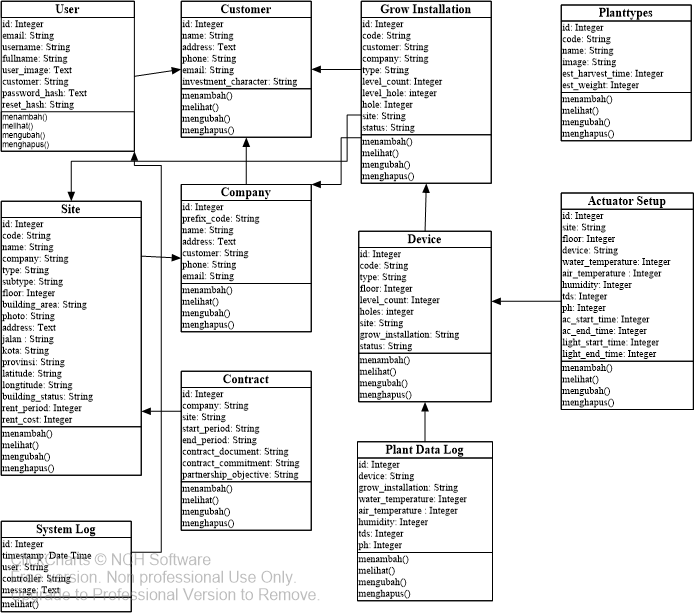 User
id: Integer
email: String
username: String
fullname: String
user_image: Text
customer: String
password_hash: Text
reset_hash: String
menambah()
melihat()
mengubah()
menghapus()
Customer
id: Integer
name: String
address: Text
phone: String
email: String
investment_character: String
menambah()
melihat()
mengubah()
menghapus()
Grow Installation
id: Integer
code: String
customer: String
company: String
type: String
level_count: Integer
level_hole: integer
hole: Integer
site: String
status: String
menambah()
melihat()
mengubah()
menghapus()
Planttypes
id: Integer
code: String
name: String
image: String
est_harvest_time: Integer
est_weight: Integer
menambah()
melihat()
mengubah()
menghapus()
Site
id: Integer
code: String
name: String
company: String
type: String
subtype: String
floor: Integer
building_area: String
photo: String
address: Text
jalan : String
kota: String
provinsi: String
latitude: String
longtitude: String
building_status: String
rent_period: Integer
rent_cost: Integer
menambah()
melihat()
mengubah()
menghapus()
Company
id: Integer
prefix_code: String
name: String
address: Text
customer: String
phone: String
email: String
menambah()
melihat()
mengubah()
menghapus()
Device
id: Integer
code: String
type: String
floor: Integer
level_count: Integer
holes: integer
site: String
grow_installation: String
status: String
menambah()
melihat()
mengubah()
menghapus()
Actuator Setup
id: Integer
site: String
floor: Integer
device: String
water_temperature: Integer
air_temperature : Integer
humidity: Integer
tds: Integer
ph: Integer
ac_start_time: Integer
ac_end_time: Integer
light_start_time: Integer
light_end_time: Integer
menambah()
melihat()
mengubah()
menghapus()
Contract
id: Integer
company: String
site: String
start_period: String
end_period: String
contract_document: String
contract_commitment: String
partnership_objective: String
menambah()
melihat()
mengubah()
menghapus()
Plant Data Log
id: Integer
device: String
grow_installation: String
water_temperature: Integer
air_temperature : Integer
humidity: Integer
tds: Integer
ph: Integer
menambah()
melihat()
mengubah()
menghapus()
System Log
id: Integer
timestamp: Date Time
user: String
controller: String
message: Text
melihat()
ClickCharts © NCH Software
version. Non professional Use Only.
to Professional Version to Remove.